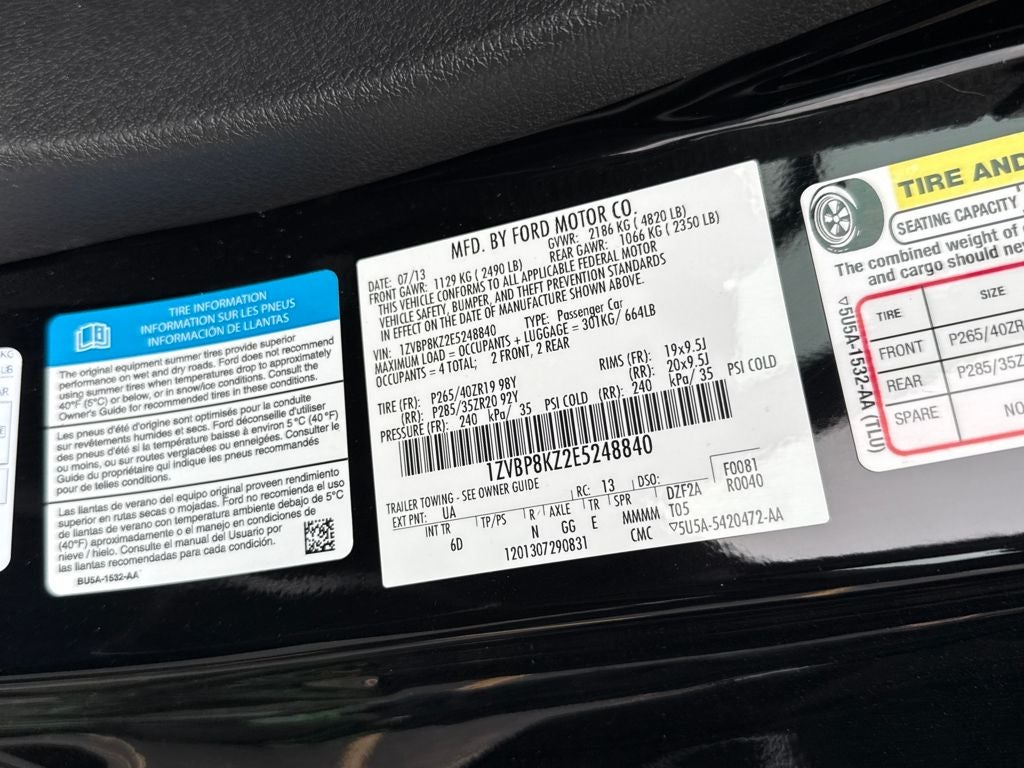 KG
LB
AR
TIRE INFORMATION
INFORMATION SUR LES PNEUS
INFORMACIÓN DE LLANTAS
The original equipment summer tires provide superior
performance on wet and dry roads. Ford does not recommend
using summer tires when temperatures drop to approximately
40°F (5°C) or below, or in snow/ice conditions. Consult the
Owner's Guide for recommended tires in these conditions.
Les pneus d'été d'origine sont optimisés pour la conduite
sur revêtements humides et secs. Ford déconseille d'utiliser
des pneus d'été si la température baisse à environ 5°C (40°F)
ou moins, ou sur routes verglacées ou enneigées. Consulter le
Guide du propriétaire qui indique les pneus recommandés
pour de telles conditions.
Las llantas de verano del equipo original proveen rendimiento
superior en rutas secas o mojadas. Ford no recomienda el uso
de llantas de verano con temperatura ambiente debajo de 5°C
(40°F) aproximadamente o el manejo en condiciones de
nieve / hielo. Consulte el manual del Usuario por
las llantas recomendadas para cada condición.
BU5A-1532-AA
MFD. BY FORD MOTOR CO.
DATE: 07/13 GVWR: 2186 KG ( 4820 LB)
FRONT GAWR: 1129 KG ( 2490 LB) REAR GAWR: 1066 KG ( 2350 LB)
THIS VEHICLE CONFORMS TO ALL APPLICABLE FEDERAL MOTOR
VEHICLE SAFETY, BUMPER, AND THEFT PREVENTION STANDARDS
IN EFFECT ON THE DATE OF MANUFACTURE SHOWN ABOVE.
VIN: 1ZVBP8KZ2E5248840 TYPE: Passenger Car
MAXIMUM LOAD = OCCUPANTS + LUGGAGE = 301KG/ 664LB
OCCUPANTS = 4 TOTAL; 2 FRONT, 2 REAR
TIRE (FR): P265/40ZR19 98Y RIMS (FR): 19x9.5J
(RR): P285/35ZR20 92Y (RR): 20x9.5J
PRESSURE (FR): 240 kPa/ 35 PSI COLD (RR): 240 kPa/ 35 PSI COLD
1ZVBP8KZ2E5248840
TRAILER TOWING - SEE OWNER GUIDE F0081
EXT PNT: UA RC: 13 DSO: R0040
INT TR TP/PS R AXLE TR SPR DZF2A
6D N GG E MMMM T05
1201307290831 CMC ▽5U5A-5420472-AA
TIRE AND
SEATING CAPACITY
The combined weight of
and cargo should ne
TIRE SIZE
FRONT P265/40ZR
REAR P285/35Z
SPARE NO
▽5U5A-1532-AA (TLU)